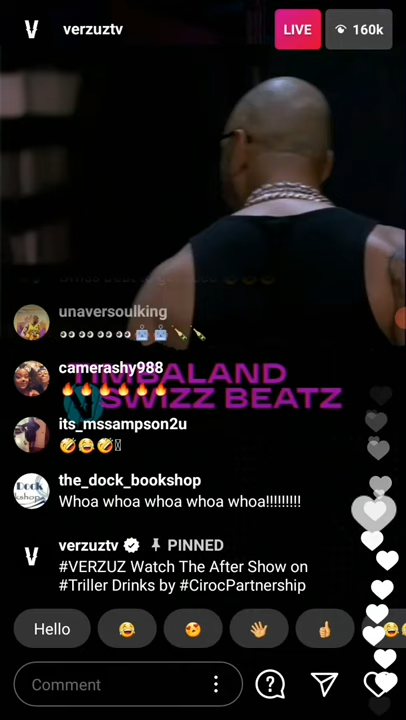 verzuztv
LIVE
160k
unaversoulking
camerashy988
TIMBALAND
SWIZZ BEATZ
its_mssampson2u
the_dock_bookshop
Whoa whoa whoa whoa whoa!!!!!!!!!
verzuztv PINNED
#VERZUZ Watch The After Show on
#Triller Drinks by #CirocPartnership
Hello
Comment